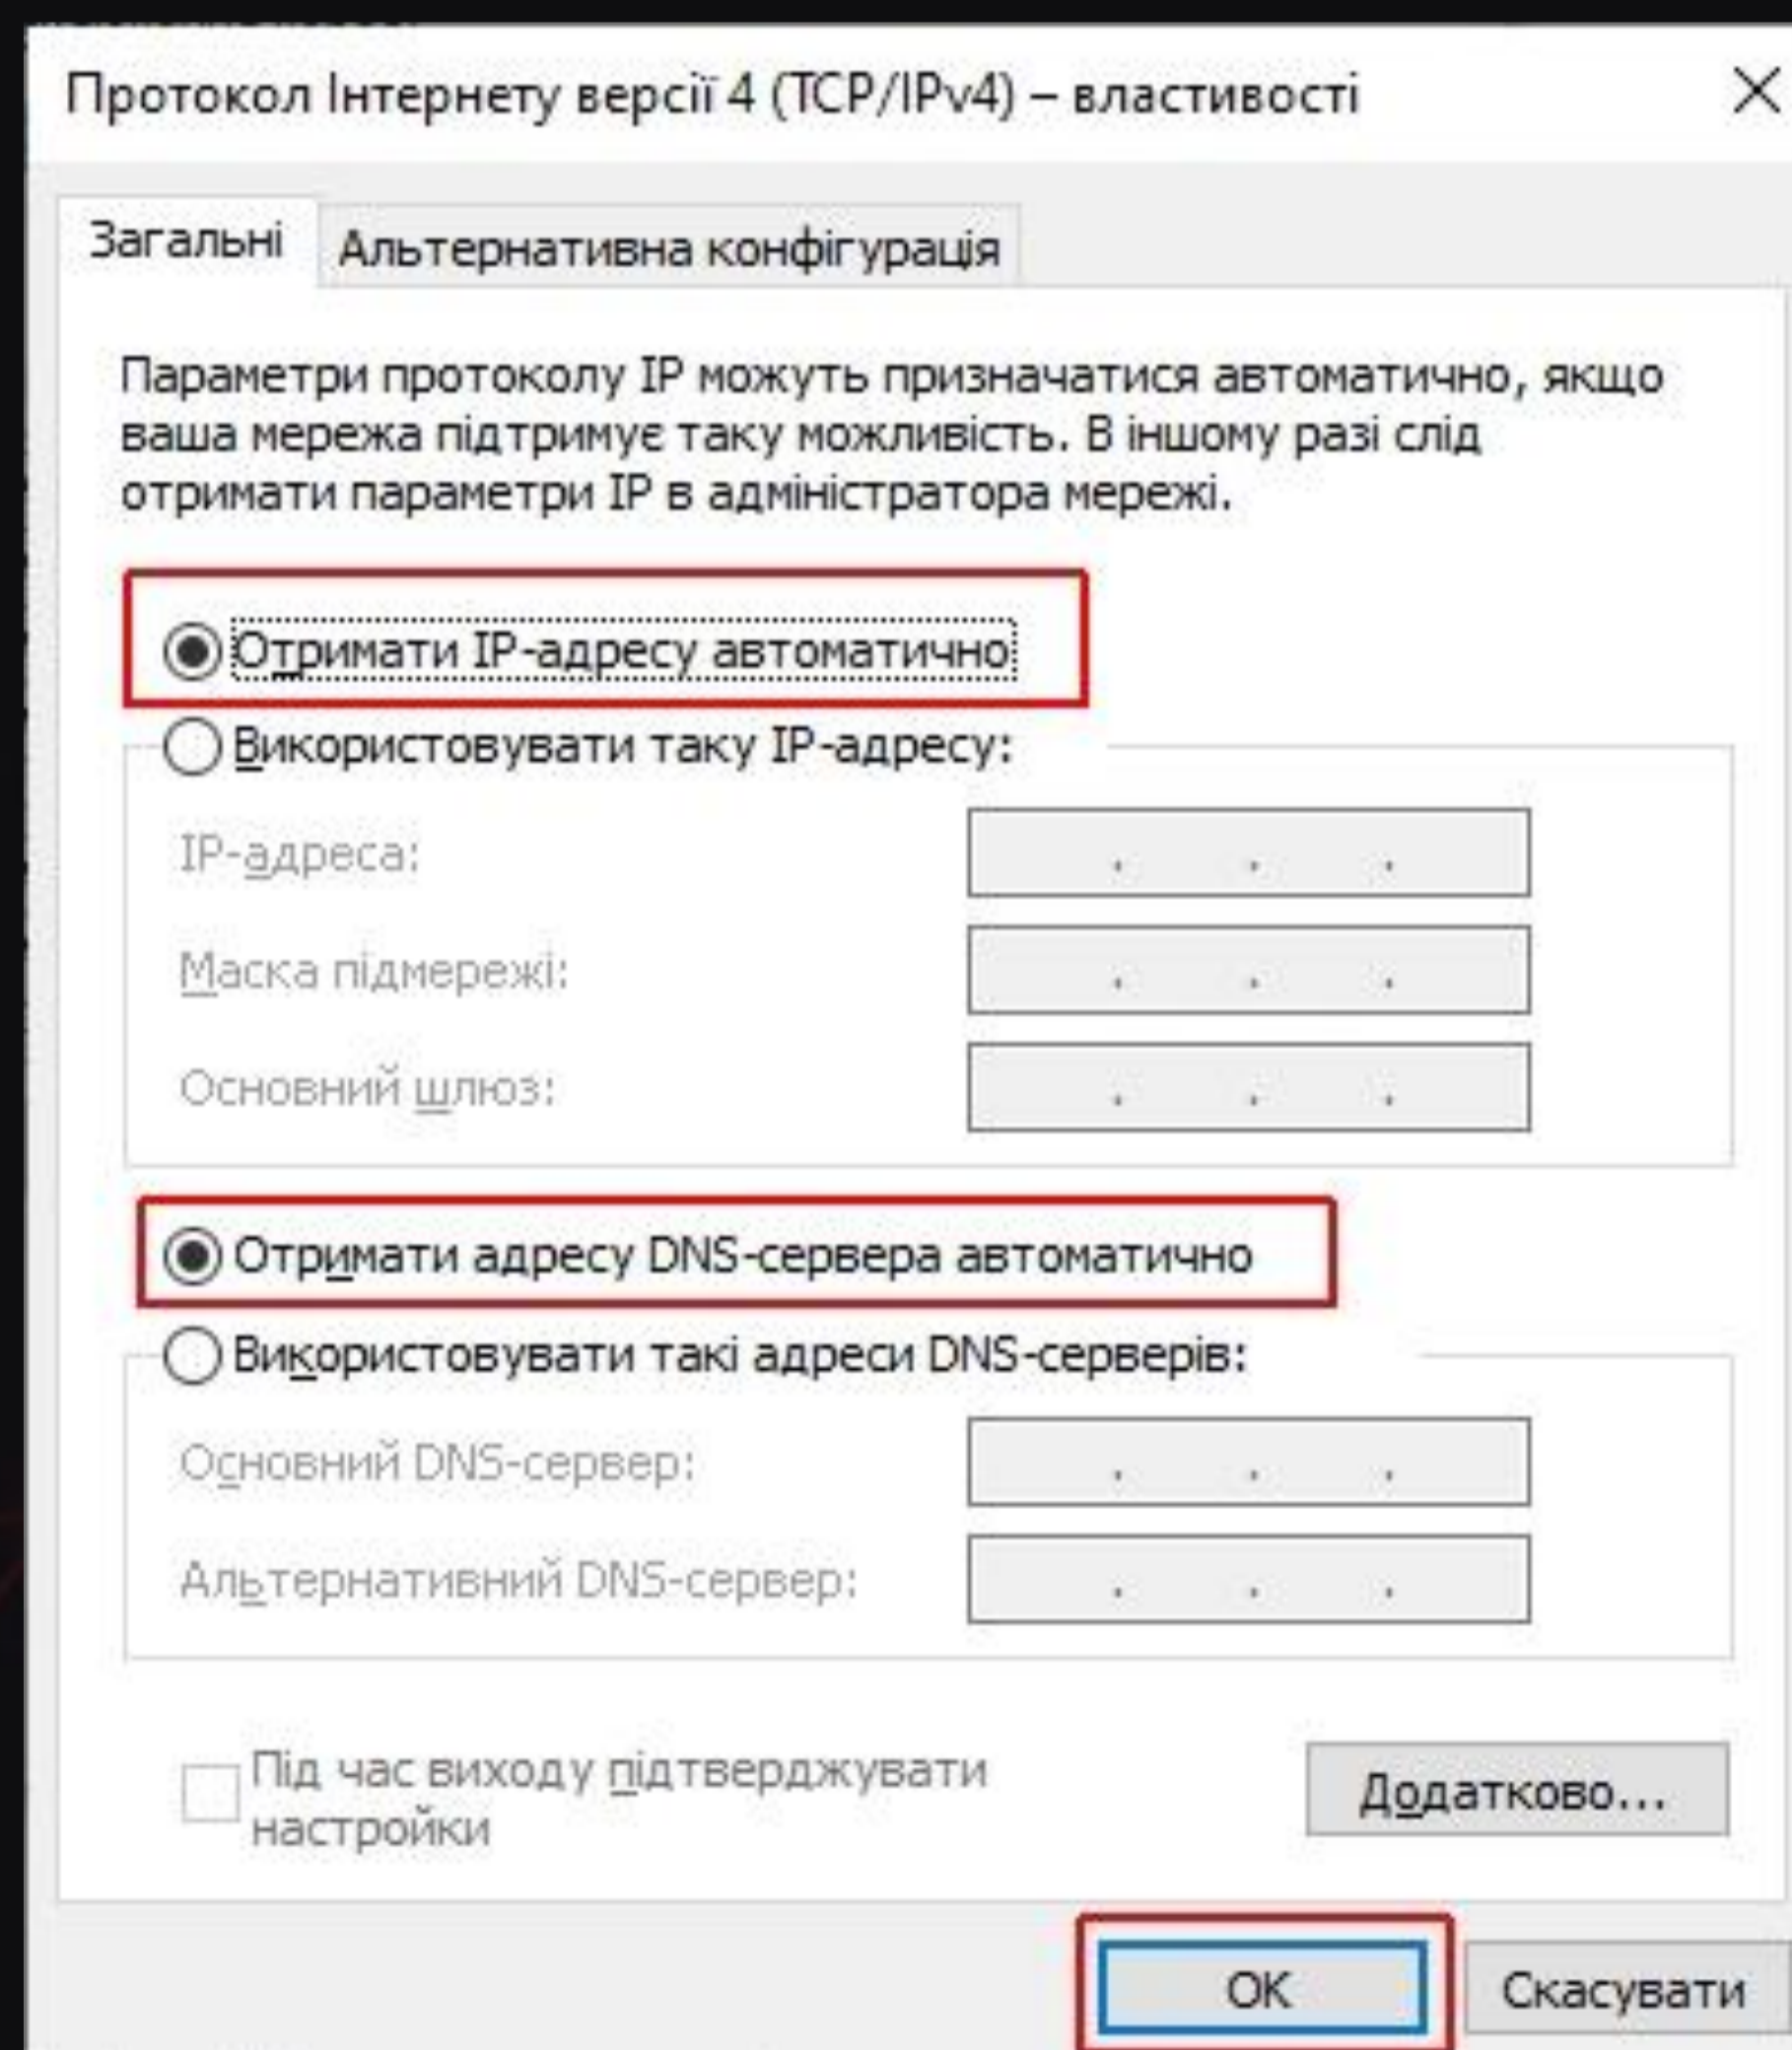 Протокол Інтернету версії 4 (TCP/IPv4) – властивості
Загальні
Альтернативна конфігурація
Параметри протоколу IP можуть призначатися автоматично, якщо
ваша мережа підтримує таку можливість. В іншому разі слід
отримати параметри IP в адміністратора мережі.
Отримати IP-адресу автоматично
Використовувати таку IP-адресу:
IP-адреса:
Маска підмережі:
Основний шлюз:
Отримати адресу DNS-сервера автоматично
Використовувати такі адреси DNS-серверів:
Основний DNS-сервер:
Альтернативний DNS-сервер:
Під час виходу підтверджувати
настройки
Додатково...
OK
Скасувати